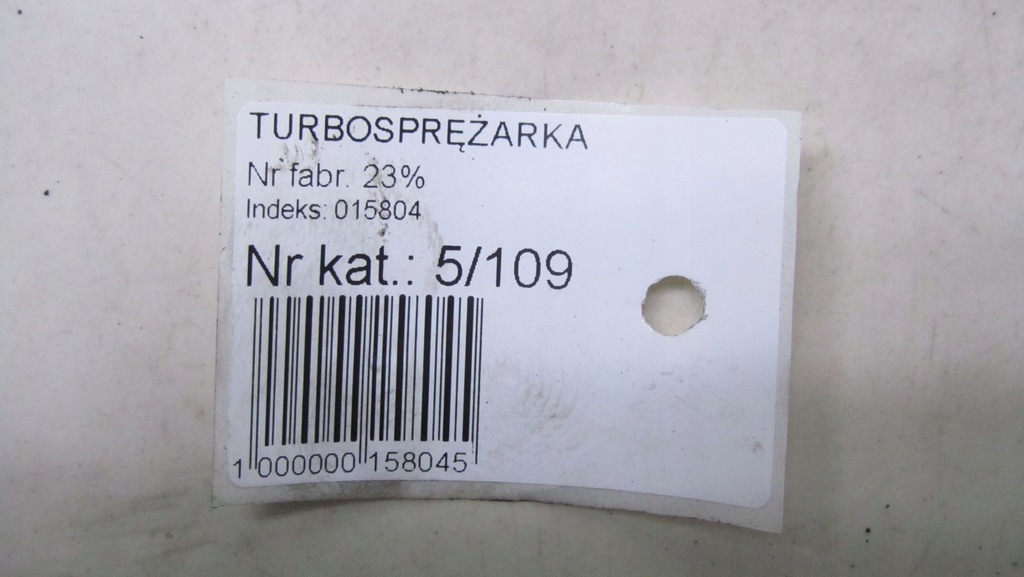 TURBOSPRĘŻARKA
Nr fabr. 23%
Indeks: 015804
Nr kat.: 5/109
1 000000 158045